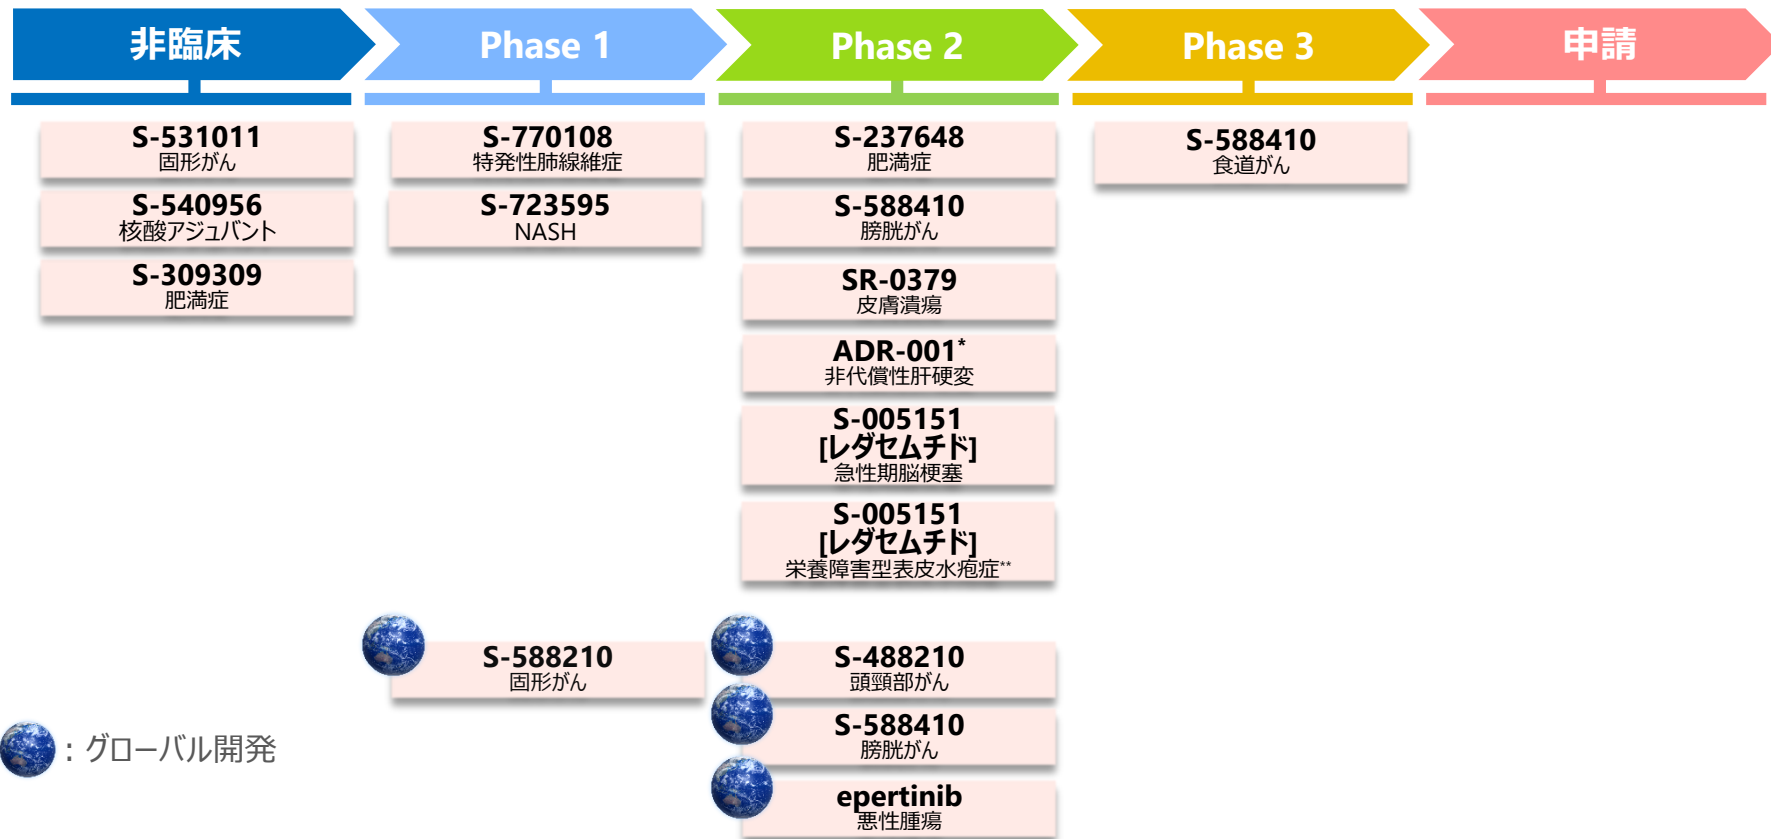 非臨床
Phase 1
Phase 2
Phase 3
申請
S-531011
固形がん
S-540956
核酸アジュバント
S-309309
肥満症
S-770108
特発性肺線維症
S-723595
NASH
S-237648
肥満症
S-588410
膀胱がん
SR-0379
皮膚潰瘍
ADR-001*
非代償性肝硬変
S-005151
[レダセムチド]
急性期脳梗塞
S-005151
[レダセムチド]
栄養障害型表皮水疱症**
S-588410
食道がん
S-588210
固形がん
S-488210
頭頸部がん
S-588410
膀胱がん
epertinib
悪性腫瘍
：グローバル開発